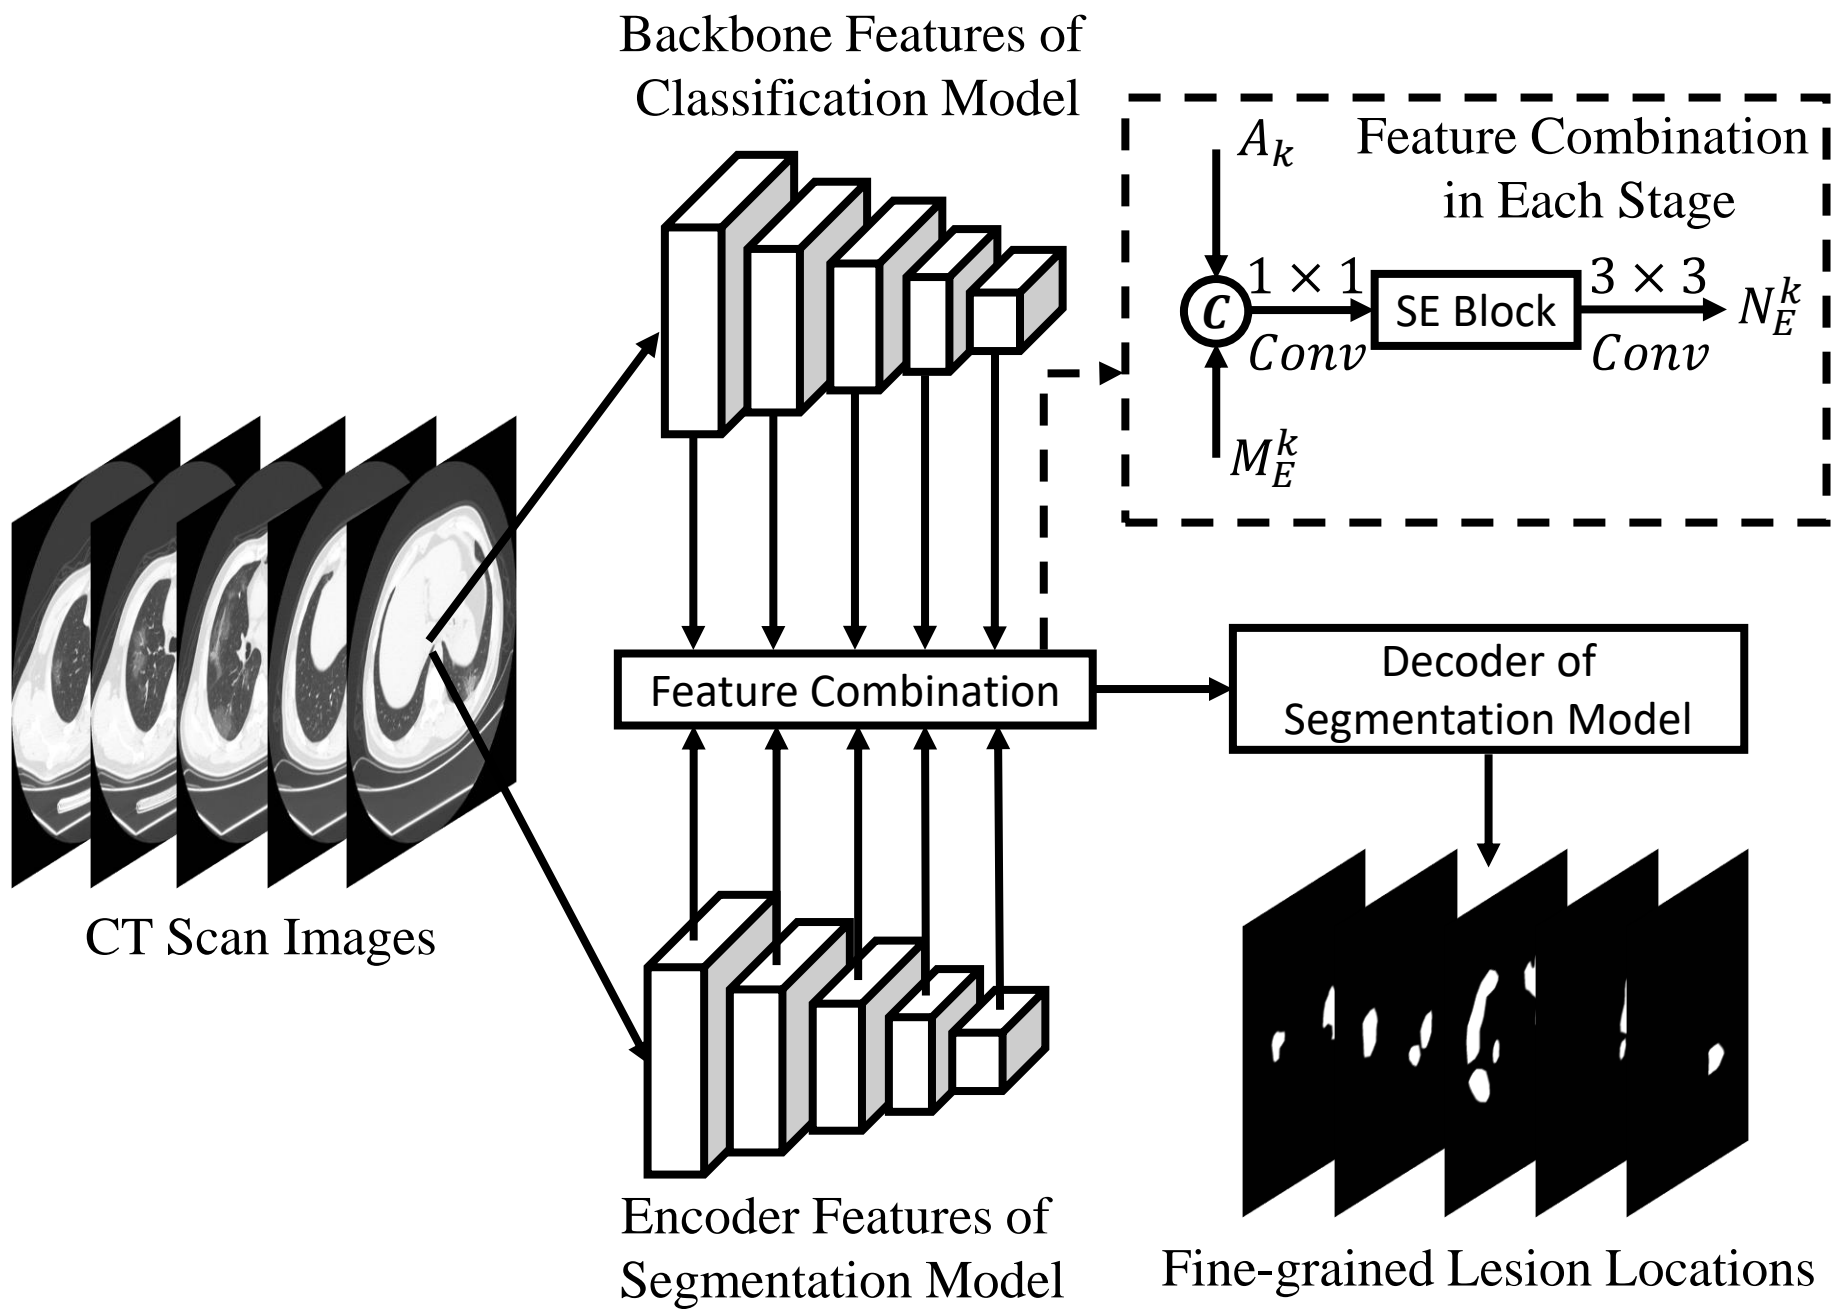 Backbone Features of
Classification Model
Feature Combination
in Each Stage
A_k
1 × 1
Conv
C
SE Block
3 × 3
Conv
N_E^k
M_E^k
Feature Combination
Decoder of
Segmentation Model
CT Scan Images
Encoder Features of
Segmentation Model
Fine-grained Lesion Locations